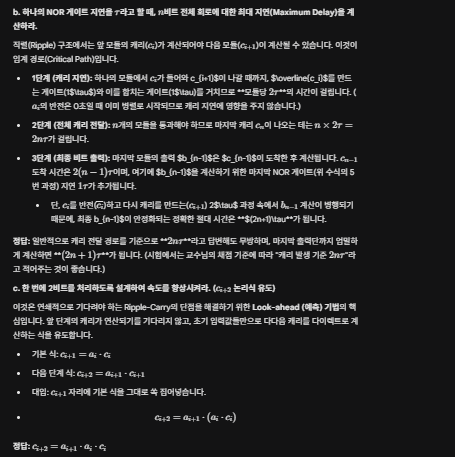 b. 하나의 NOR 게이트 지연을 τ라고 할 때, n비트 전체 회로에 대한 최대 지연(Maximum Delay)을 계
산하라.
직렬(Ripple) 구조에서는 앞 모듈의 캐리(c_i)가 계산되어야 다음 모듈(c_{i+1})이 계산될 수 있습니다. 이것이
임계 경로(Critical Path)입니다.
• 1단계 (캐리 지연): 하나의 모듈에서 c_i가 들어와 c_{i+1}$이 나갈 때까지, $\overline{c_i}$를 만드
는 게이트(1$\tau$)와 이를 합치는 게이트(1$\tau$)를 거치므로 **모듈당 2τ**의 시간이 걸립니다. (
a_i의 반전은 0초일 때 이미 병렬로 시작되므로 캐리 지연에 영향을 주지 않습니다.)
• 2단계 (전체 캐리 전달): n개의 모듈을 통과해야 하므로 마지막 캐리 c_n이 나오는 데는 n × 2τ =
2nτ가 걸립니다.
• 3단계 (최종 비트 출력): 마지막 모듈의 출력 $b_{n-1}$은 $c_{n-1}$이 도착한 후 계산됩니다. c_{n-1}
도착 시간은 2(n − 1)τ이며, 여기에 $b_{n-1}$을 계산하기 위한 마지막 NOR 게이트(위 수식의 5
번 과정) 지연 1τ가 추가됩니다.
• 단, c_i를 반전(\overline{c_i})하고 다시 캐리를 만드는(c_{i+1}) 2$\tau$ 과정 속에서 b_{n−1} 계산이 병행되기
때문에, 최종 b_{n-1}$이 안정화되는 정확한 절대 시간은 **$(2n+1)\tau**가 됩니다.
정답: 일반적으로 캐리 전달 경로를 기준으로 **2nτ**라고 답변해도 무방하며, 마지막 출력단까지 엄밀하
게 계산하면 **(2n + 1)τ**가 됩니다. (시험에서는 교수님의 채점 기준에 따라 "캐리 발생 기준 2nτ"라
고 적어주는 것이 좋습니다.)
c. 한 번에 2비트를 처리하도록 설계하여 속도를 향상시켜라. (c_{i+2} 논리식 유도)
이것은 연쇄적으로 기다려야 하는 Ripple-Carry의 단점을 해결하기 위한 Look-ahead (예측) 기법의 핵
심입니다. 앞 단계의 캐리가 연산되기를 기다리지 않고, 초기 입력값들만으로 다다음 캐리를 다이렉트로 계
산하는 식을 유도합니다.
• 기본 식: c_{i+1} = a_i · c_i
• 다음 단계 식: c_{i+2} = a_{i+1} · c_{i+1}
• 대입: c_{i+1} 자리에 기본 식을 그대로 쏙 집어넣습니다.
• c_{i+2} = a_{i+1} · (a_i · c_i)
정답: c_{i+2} = a_{i+1} · a_i · c_i